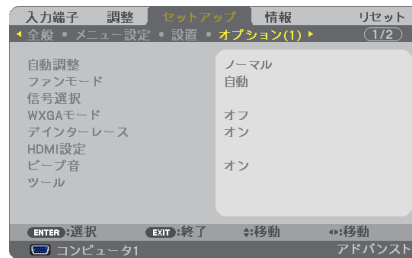 入力端子 調整 セットアップ 情報 リセット
全般 • メニュー設定 • 設置 • オプション(1) 1/2
自動調整 ノーマル
ファンモード 自動
信号選択
WXGAモード オフ
デインターレース オン
HDMI設定
ビープ音 オン
ツール
ENTER :選択 EXIT :終了 :移動 :移動
コンピュータ1 アドバンスト